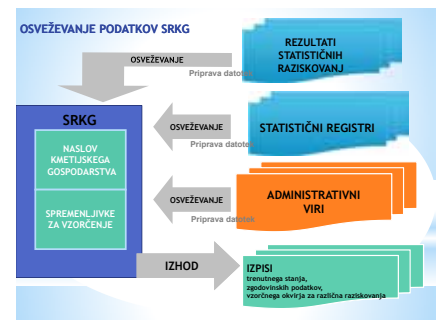 OSVEŽEVANJE PODATKOV SRKG
REZULTATI
STATISTIČNIH
RAZISKOVANJ
OSVEŽEVANJE
Priprava datotek
SRKG
NASLOV
KMETIJSKEGA
GOSPODARSTVA
SPREMENLJIVKE
ZA VZORČENJE
OSVEŽEVANJE
Priprava datotek
STATISTIČNI REGISTRI
OSVEŽEVANJE
Priprava datotek
ADMINISTRATIVNI
VIRI
IZHOD
IZPISI
trenutnega stanja,
zgodovinskih podatkov,
vzorčnega okvirja za različna raziskovanja